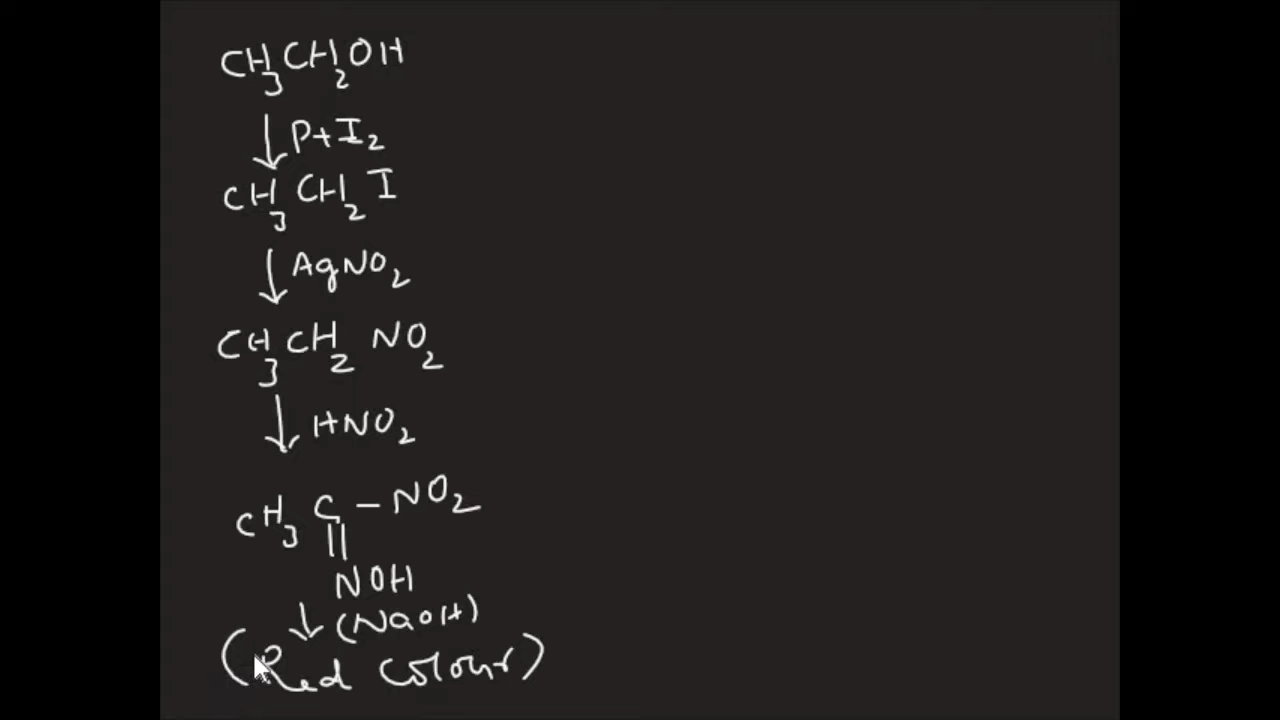 CH3CH2OH
↓ P+I2
CH3CH2I
↓ AgNO2
CH3CH2NO2
↓ HNO2
CH3C-NO2
||
NOH
↓ (NaOH)
(Red colour)